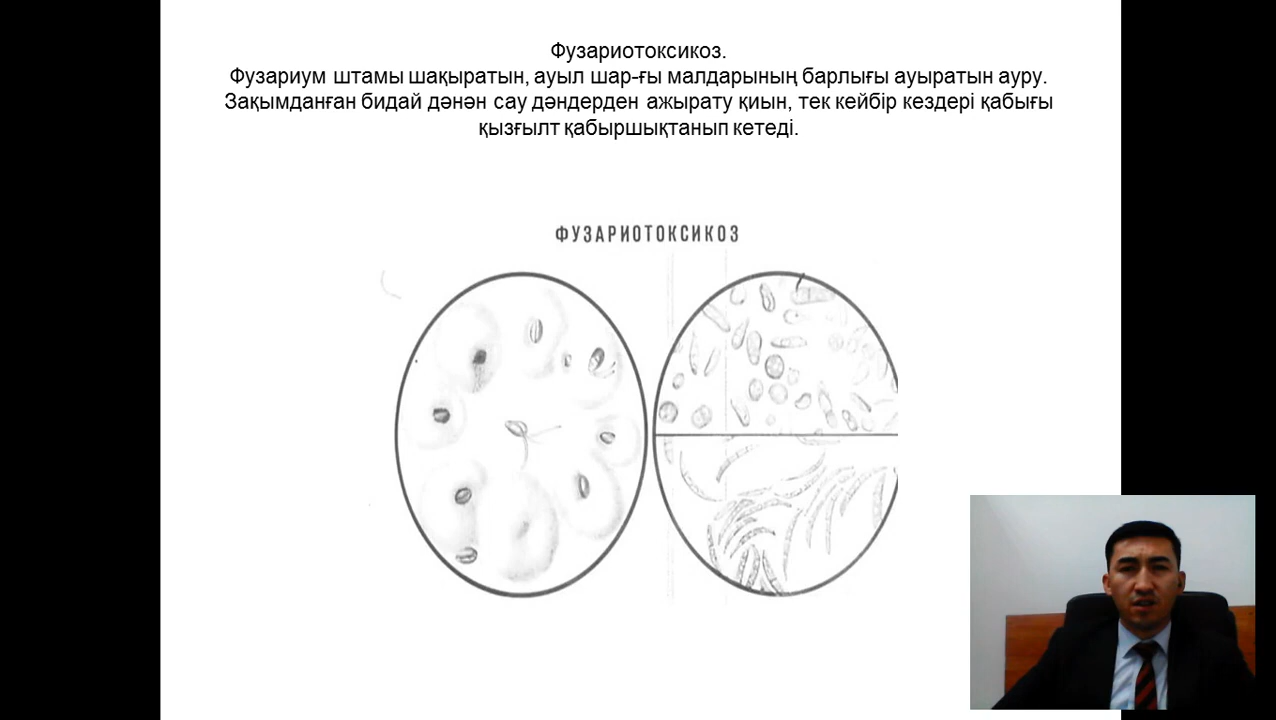 Фузариотоксикоз.
Фузариум штамы шақыратын, ауыл шар-ғы малдарының барлығы ауыратын ауру.
Зақымданған бидай дәнән сау дәндерден ажырату қиын, тек кейбір кездері қабығы
қызғылт қабыршықтанып кетеді.
ФУЗАРИОТОКСИКОЗ